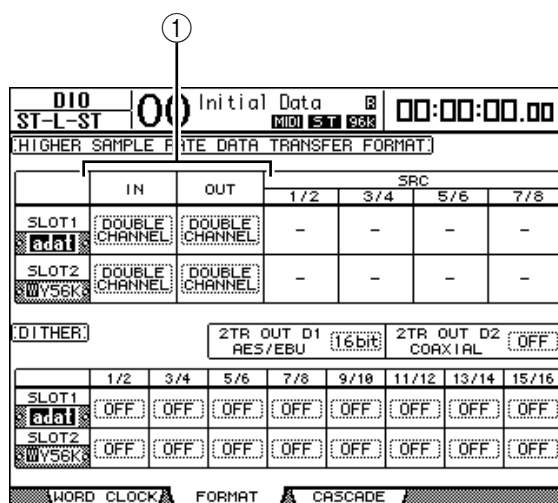 1
DIO
ST-L-ST
00 Initial Data R
MIDI ST 96K
00:00:00.00
HIGHER SAMPLE RATE DATA TRANSFER FORMAT
IN OUT SRC
1/2 3/4 5/6 7/8
SLOT1 adat DOUBLE CHANNEL DOUBLE CHANNEL - - - -
SLOT2 Y56K DOUBLE CHANNEL DOUBLE CHANNEL - - - -
DITHER
2TR OUT D1 AES/EBU 16bit 2TR OUT D2 COAXIAL OFF
1/2 3/4 5/6 7/8 9/10 11/12 13/14 15/16
SLOT1 adat OFF OFF OFF OFF OFF OFF OFF OFF
SLOT2 Y56K OFF OFF OFF OFF OFF OFF OFF OFF
WORD CLOCK FORMAT CASCADE